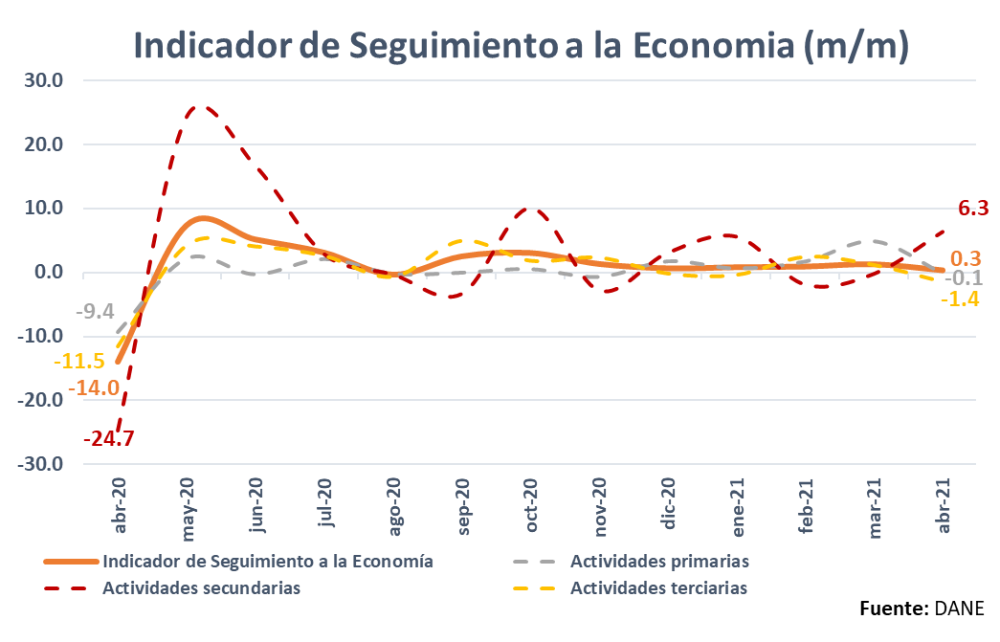 Indicador de Seguimiento a la Economia (m/m)
30.0
20.0
10.0
0.0
-10.0
-20.0
-30.0
-9.4
-11.5
-14.0
-24.7
6.3
0.3
-0.1
-1.4
abr-20
may-20
jun-20
jul-20
ago-20
sep-20
oct-20
nov-20
dic-20
ene-21
feb-21
mar-21
abr-21
Indicador de Seguimiento a la Economía
Actividades primarias
Actividades secundarias
Actividades terciarias
Fuente: DANE